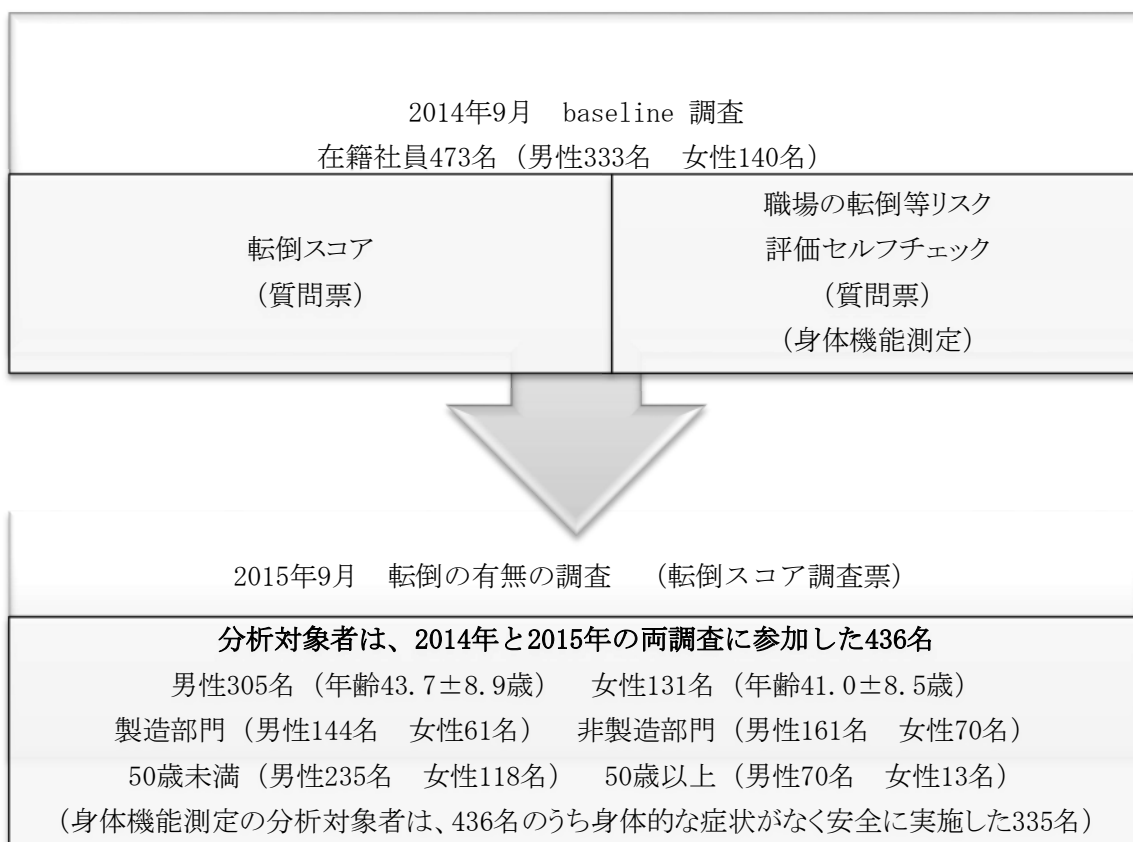 2014年9月　baseline 調査
在籍社員473名（男性333名　女性140名）
転倒スコア
（質問票）
職場の転倒等リスク
評価セルフチェック
（質問票）
（身体機能測定）
2015年9月　転倒の有無の調査　（転倒スコア調査票）
分析対象者は、2014年と2015年の両調査に参加した436名
男性305名（年齢43.7±8.9歳）　女性131名（年齢41.0±8.5歳）
製造部門（男性144名　女性61名）　非製造部門（男性161名　女性70名）
50歳未満（男性235名　女性118名）　50歳以上（男性70名　女性13名）
（身体機能測定の分析対象者は、436名のうち身体的な症状がなく安全に実施した335名）